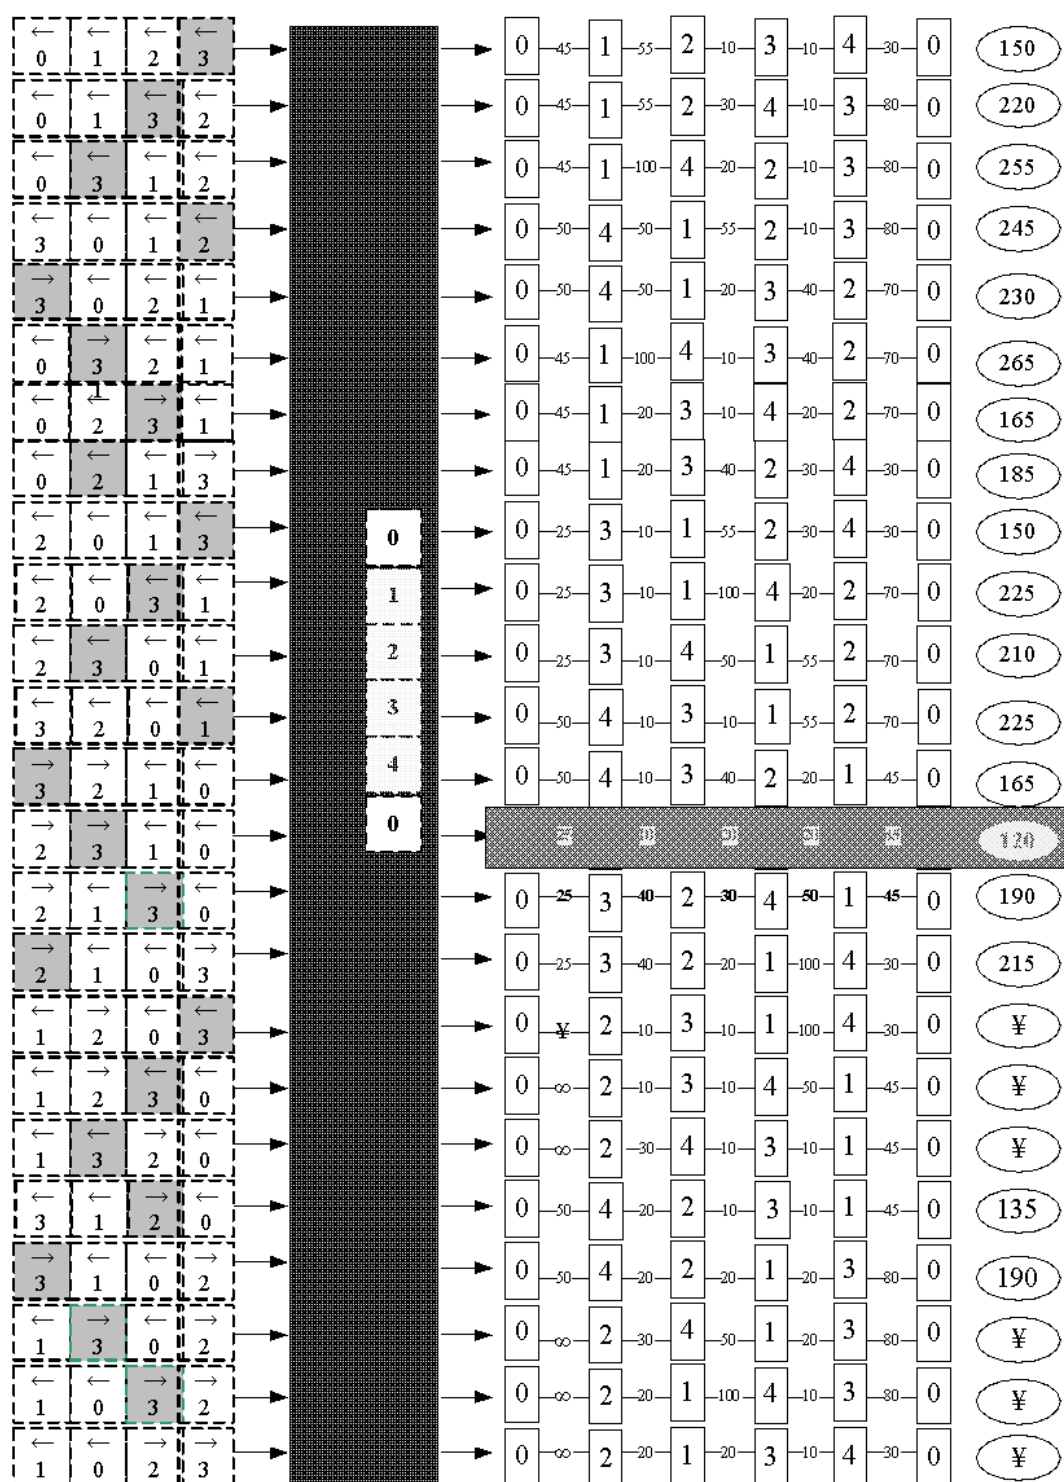 ← ← ← ←
0 1 2 3 0 45 1 55 2 10 3 10 4 30 0 150
← ← ← ←
0 1 3 2 0 45 1 55 2 30 4 10 3 80 0 220
← ← ← ←
0 3 1 2 0 45 1 100 4 20 2 10 3 80 0 255
← ← ← ←
3 0 1 2 0 50 4 50 1 55 2 10 3 80 0 245
→ ← ← ←
3 0 2 1 0 50 4 50 1 20 3 40 2 70 0 230
← → ← ←
0 3 2 1 0 45 1 100 4 10 3 40 2 70 0 265
1
← ← → ←
0 2 3 1 0 45 1 20 3 10 4 20 2 70 0 165
← ← ← →
0 2 1 3 0 45 1 20 3 40 2 30 4 30 0 185
← ← ← ←
2 0 1 3 0 0 25 3 10 1 55 2 30 4 30 0 150
← ← ← ←
2 0 3 1 1 0 25 3 10 1 100 4 20 2 70 0 225
← ← ← ←
2 3 0 1 2 0 25 3 10 4 50 1 55 2 70 0 210
← ← ← ←
3 2 0 1 3 0 50 4 10 3 10 1 55 2 70 0 225
→ → ← ←
3 2 1 0 4 0 50 4 10 3 40 2 20 1 45 0 165
→ → ← ←
2 3 1 0 0 120
→ → → ←
2 1 3 0 0 25 3 40 2 30 4 50 1 45 0 190
→ ← ← →
2 1 0 3 0 25 3 40 2 20 1 100 4 30 0 215
← → ← ←
1 2 0 3 0 ¥ 2 10 3 10 1 100 4 30 0 ¥
← → ← ←
1 2 3 0 0 ∞ 2 10 3 10 4 50 1 45 0 ¥
← ← → ←
1 3 2 0 0 ∞ 2 30 4 10 3 10 1 45 0 ¥
← ← → ←
3 1 2 0 0 50 4 20 2 10 3 10 1 45 0 135
→ ← ← →
3 1 0 2 0 50 4 20 2 20 1 20 3 80 0 190
← → ← →
1 3 0 2 0 ∞ 2 30 4 50 1 20 3 80 0 ¥
← ← → →
1 0 3 2 0 ∞ 2 20 1 100 4 10 3 80 0 ¥
← ← → →
1 0 2 3 0 ∞ 2 20 1 20 3 10 4 30 0 ¥